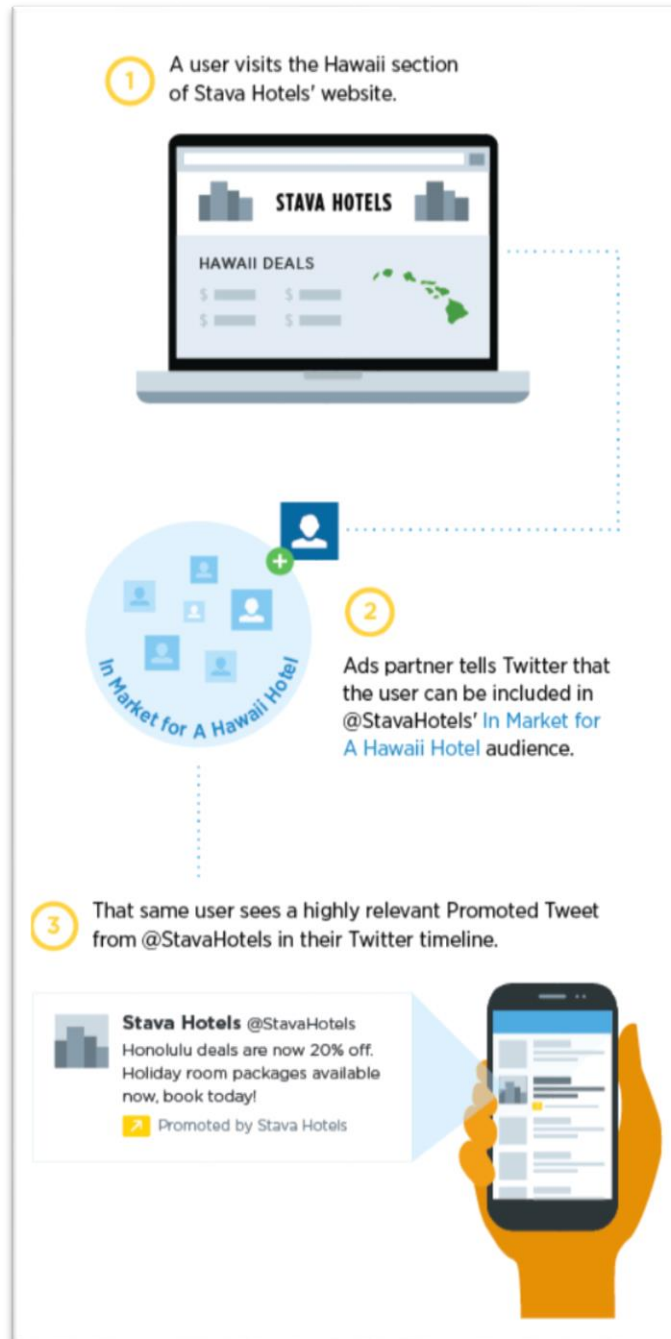 1
A user visits the Hawaii section
of Stava Hotels' website.
STAVA HOTELS
HAWAII DEALS
$ $
$ $
In Market for A Hawaii Hotel
2
Ads partner tells Twitter that
the user can be included in
@StavaHotels' In Market for
A Hawaii Hotel audience.
3
That same user sees a highly relevant Promoted Tweet
from @StavaHotels in their Twitter timeline.
Stava Hotels @StavaHotels
Honolulu deals are now 20% off.
Holiday room packages available
now, book today!
Promoted by Stava Hotels